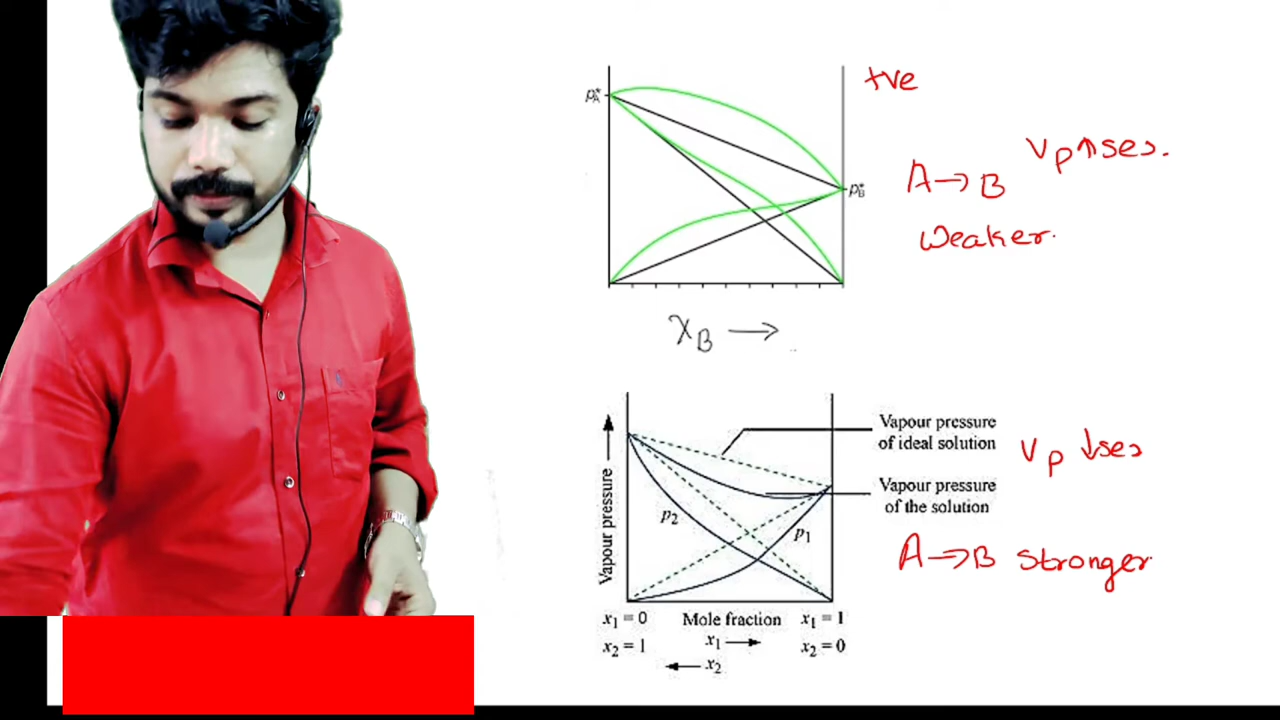 +ve
p*A
Vp↑ses.
A→B
p*B
Weaker.
χB →
Vapour pressure
of ideal solution
Vp ↓ses
Vapour pressure
of the solution
Vapour pressure →
p2
p1
A→B Stronger.
x1 = 0 Mole fraction x1 = 1
x2 = 1 x1 → x2 = 0
← x2